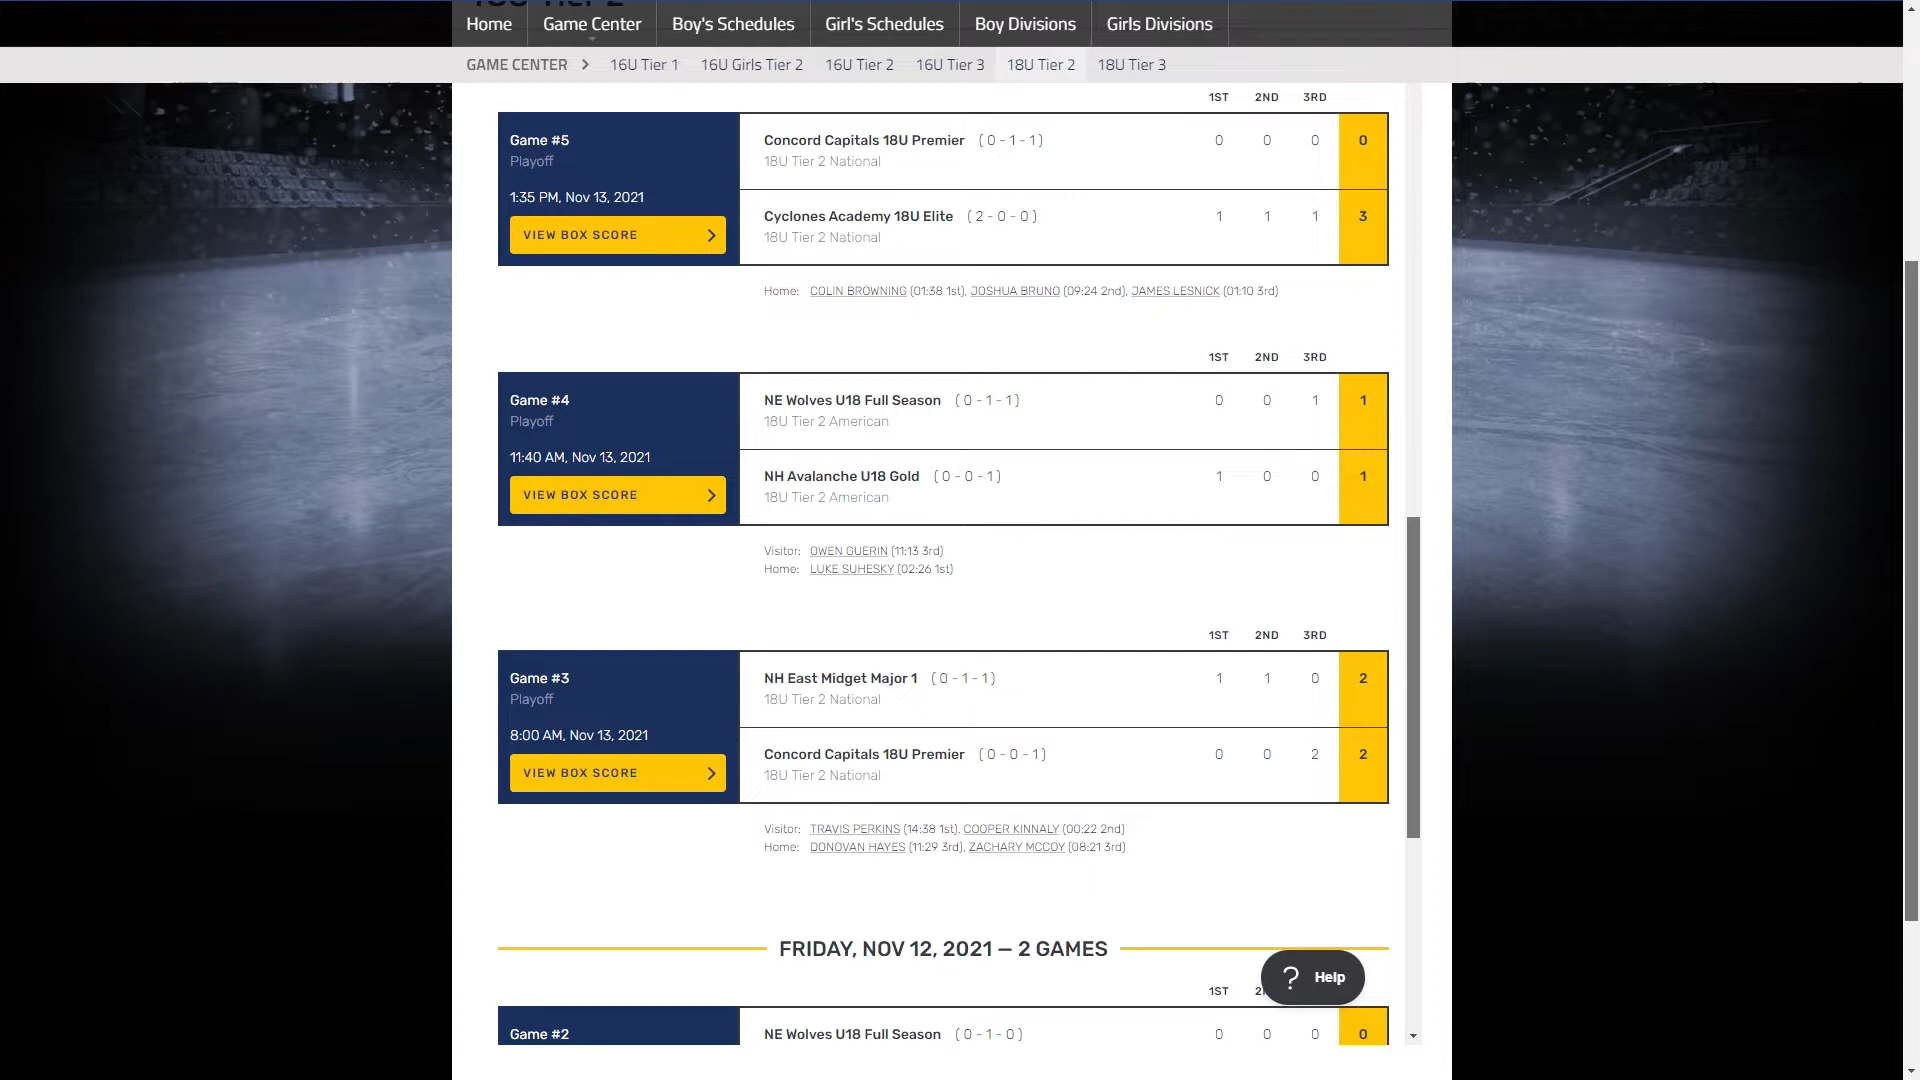 Home Game Center Boy's Schedules Girl's Schedules Boy Divisions Girls Divisions
GAME CENTER 16U Tier 1 16U Girls Tier 2 16U Tier 2 16U Tier 3 18U Tier 2 18U Tier 3
1ST 2ND 3RD
Game #5
Playoff
1:35 PM, Nov 13, 2021
VIEW BOX SCORE
Concord Capitals 18U Premier ( 0 - 1 - 1 ) 0 0 0 0
18U Tier 2 National
Cyclones Academy 18U Elite ( 2 - 0 - 0 ) 1 1 1 3
18U Tier 2 National
Home: COLIN BROWNING (01:38 1st), JOSHUA BRUNO (09:24 2nd), JAMES LESNICK (01:10 3rd)
1ST 2ND 3RD
Game #4
Playoff
11:40 AM, Nov 13, 2021
VIEW BOX SCORE
NE Wolves U18 Full Season ( 0 - 1 - 1 ) 0 0 1 1
18U Tier 2 American
NH Avalanche U18 Gold ( 0 - 0 - 1 ) 1 0 0 1
18U Tier 2 American
Visitor: OWEN GUERIN (11:13 3rd)
Home: LUKE SUHESKY (02:26 1st)
1ST 2ND 3RD
Game #3
Playoff
8:00 AM, Nov 13, 2021
VIEW BOX SCORE
NH East Midget Major 1 ( 0 - 1 - 1 ) 1 1 0 2
18U Tier 2 National
Concord Capitals 18U Premier ( 0 - 0 - 1 ) 0 0 2 2
18U Tier 2 National
Visitor: TRAVIS PERKINS (14:38 1st), COOPER KINNALY (00:22 2nd)
Home: DONOVAN HAYES (11:29 3rd), ZACHARY MCCOY (08:21 3rd)
FRIDAY, NOV 12, 2021 — 2 GAMES
? Help
1ST
Game #2
NE Wolves U18 Full Season ( 0 - 1 - 0 ) 0 0 0 0